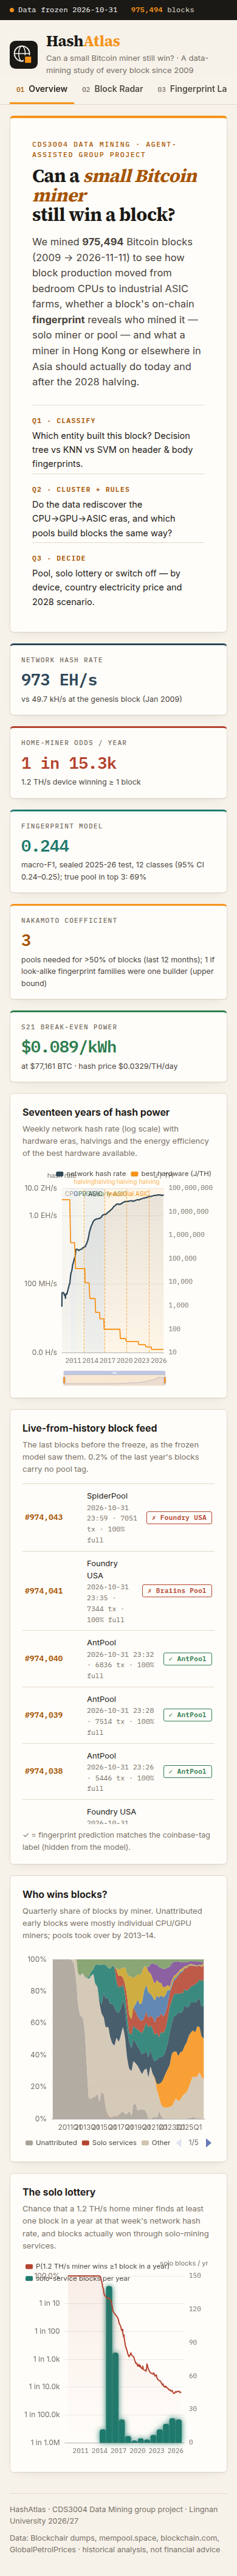 Data frozen 2026-10-31 975,494 blocks
HashAtlas
Can a small Bitcoin miner still win? · A data-
mining study of every block since 2009
01 Overview 02 Block Radar 03 Fingerprint La
CDS3004 DATA MINING · AGENT-
ASSISTED GROUP PROJECT
Can a small Bitcoin
miner
still win a block?
We mined 975,494 Bitcoin blocks
(2009 → 2026-11-11) to see how
block production moved from
bedroom CPUs to industrial ASIC
farms, whether a block's on-chain
fingerprint reveals who mined it —
solo miner or pool — and what a
miner in Hong Kong or elsewhere in
Asia should actually do today and
after the 2028 halving.
Q1 · CLASSIFY
Which entity built this block? Decision
tree vs KNN vs SVM on header & body
fingerprints.
Q2 · CLUSTER + RULES
Do the data rediscover the
CPU→GPU→ASIC eras, and which
pools build blocks the same way?
Q3 · DECIDE
Pool, solo lottery or switch off — by
device, country electricity price and
2028 scenario.
NETWORK HASH RATE
973 EH/s
vs 49.7 kH/s at the genesis block (Jan 2009)
HOME-MINER ODDS / YEAR
1 in 15.3k
1.2 TH/s device winning ≥ 1 block
FINGERPRINT MODEL
0.244
macro-F1, sealed 2025-26 test, 12 classes (95% CI
0.24–0.25); true pool in top 3: 69%
NAKAMOTO COEFFICIENT
3
pools needed for >50% of blocks (last 12 months); 1 if
look-alike fingerprint families were one builder (upper
bound)
S21 BREAK-EVEN POWER
$0.089/kWh
at $77,161 BTC · hash price $0.0329/TH/day
Seventeen years of hash power
Weekly network hash rate (log scale) with
hardware eras, halvings and the energy efficiency
of the best hardware available.
network hash rate best hardware (J/TH)
halving halving halving halving
10.0 ZH/s 100,000,000
1.0 EH/s 10,000,000
1,000,000
100,000
100 MH/s 10,000
1,000
100
0.0 H/s 10
2011 2014 2017 2020 2023 2026
Live-from-history block feed
The last blocks before the freeze, as the frozen
model saw them. 0.2% of the last year's blocks
carry no pool tag.
SpiderPool
#974,043 2026-10-31 ✗ Foundry USA
23:59 · 7051
tx · 100%
full
Foundry
USA
#974,041 2026-10-31 ✗ Braiins Pool
23:35 ·
7344 tx ·
100% full
AntPool
#974,040 2026-10-31 23:32 ✓ AntPool
· 6836 tx · 100%
full
AntPool
#974,039 2026-10-31 23:28 ✓ AntPool
· 7514 tx · 100%
full
AntPool
#974,038 2026-10-31 23:26 ✓ AntPool
· 5446 tx · 100%
full
Foundry USA
2026-10-31
✓ = fingerprint prediction matches the coinbase-tag
label (hidden from the model).
Who wins blocks?
Quarterly share of blocks by miner. Unattributed
early blocks were mostly individual CPU/GPU
miners; pools took over by 2013–14.
100%
80%
60%
40%
20%
0%
Unattributed Solo services Other 1/5
The solo lottery
Chance that a 1.2 TH/s home miner finds at least
one block in a year at that week's network hash
rate, and blocks actually won through solo-mining
services.
P(1.2 TH/s miner wins ≥1 block in a year)
solo blocks / yr
solo-service blocks per year
100.0% 150
1 in 10 120
1 in 100 90
1 in 1.0k
1 in 10.0k 60
1 in 100.0k 30
1 in 1.0M 0
2011 2014 2017 2020 2023 2026
HashAtlas · CDS3004 Data Mining group project · Lingnan
University 2026/27
Data: Blockchair dumps, mempool.space, blockchain.com,
GlobalPetrolPrices · historical analysis, not financial advice